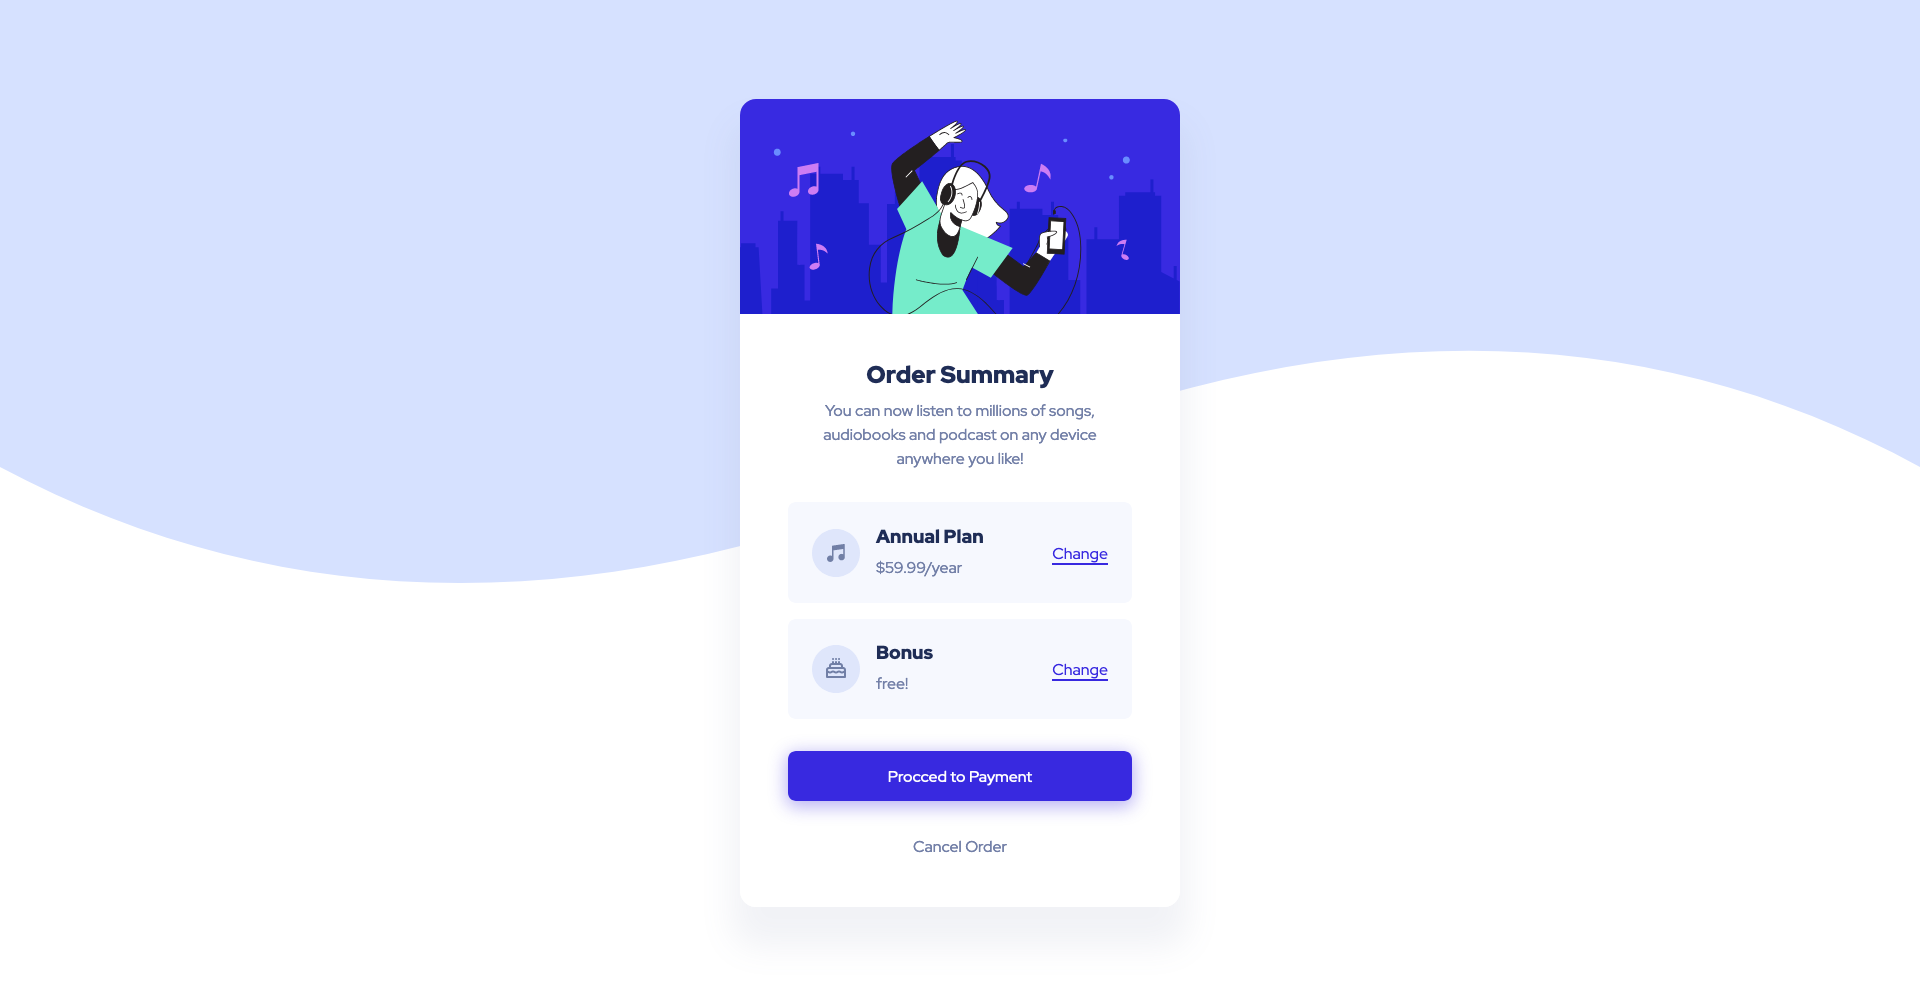 Order Summary
You can now listen to millions of songs,
audiobooks and podcast on any device
anywhere you like!
Annual Plan
$59.99/year
Change
Bonus
free!
Change
Procced to Payment
Cancel Order